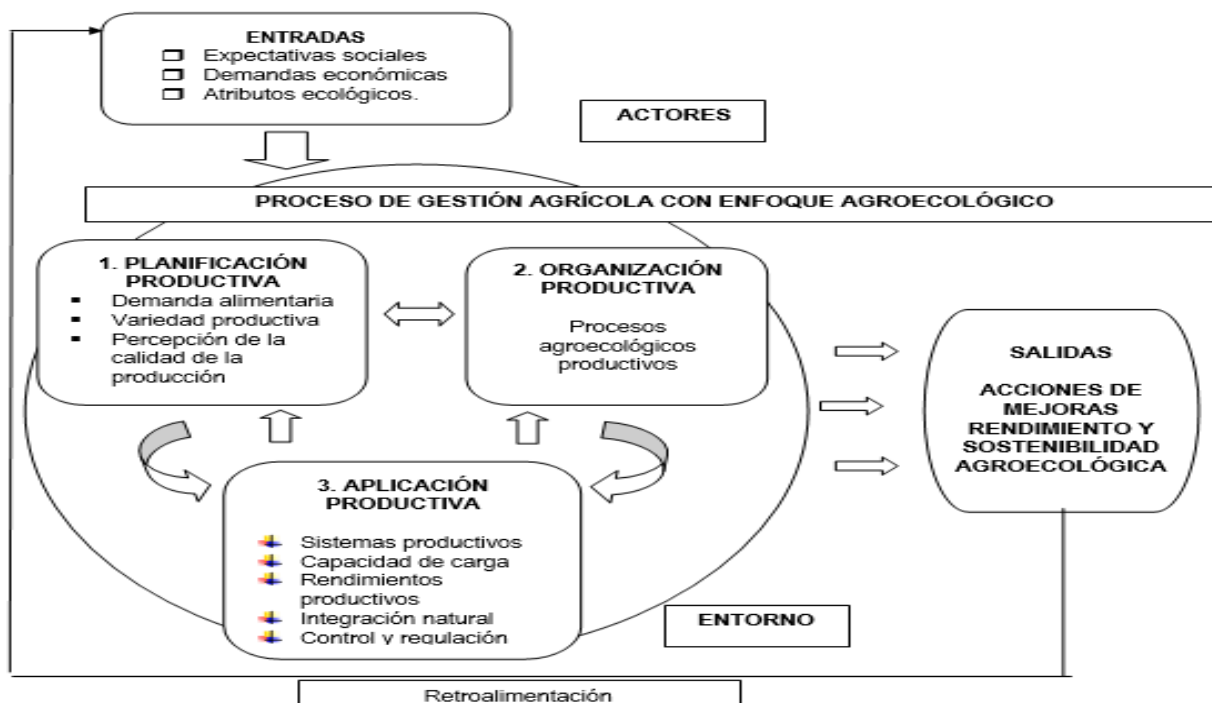 ENTRADAS
Expectativas sociales
Demandas económicas
Atributos ecológicos.
ACTORES
PROCESO DE GESTIÓN AGRÍCOLA CON ENFOQUE AGROECOLÓGICO
1. PLANIFICACIÓN
PRODUCTIVA
Demanda alimentaria
Variedad productiva
Percepción de la
calidad de la
producción
2. ORGANIZACIÓN
PRODUCTIVA
Procesos
agroecológicos
productivos
3. APLICACIÓN
PRODUCTIVA
Sistemas productivos
Capacidad de carga
Rendimientos
productivos
Integración natural
Control y regulación
SALIDAS
ACCIONES DE
MEJORAS
RENDIMIENTO Y
SOSTENIBILIDAD
AGROECOLÓGICA
ENTORNO
Retroalimentación